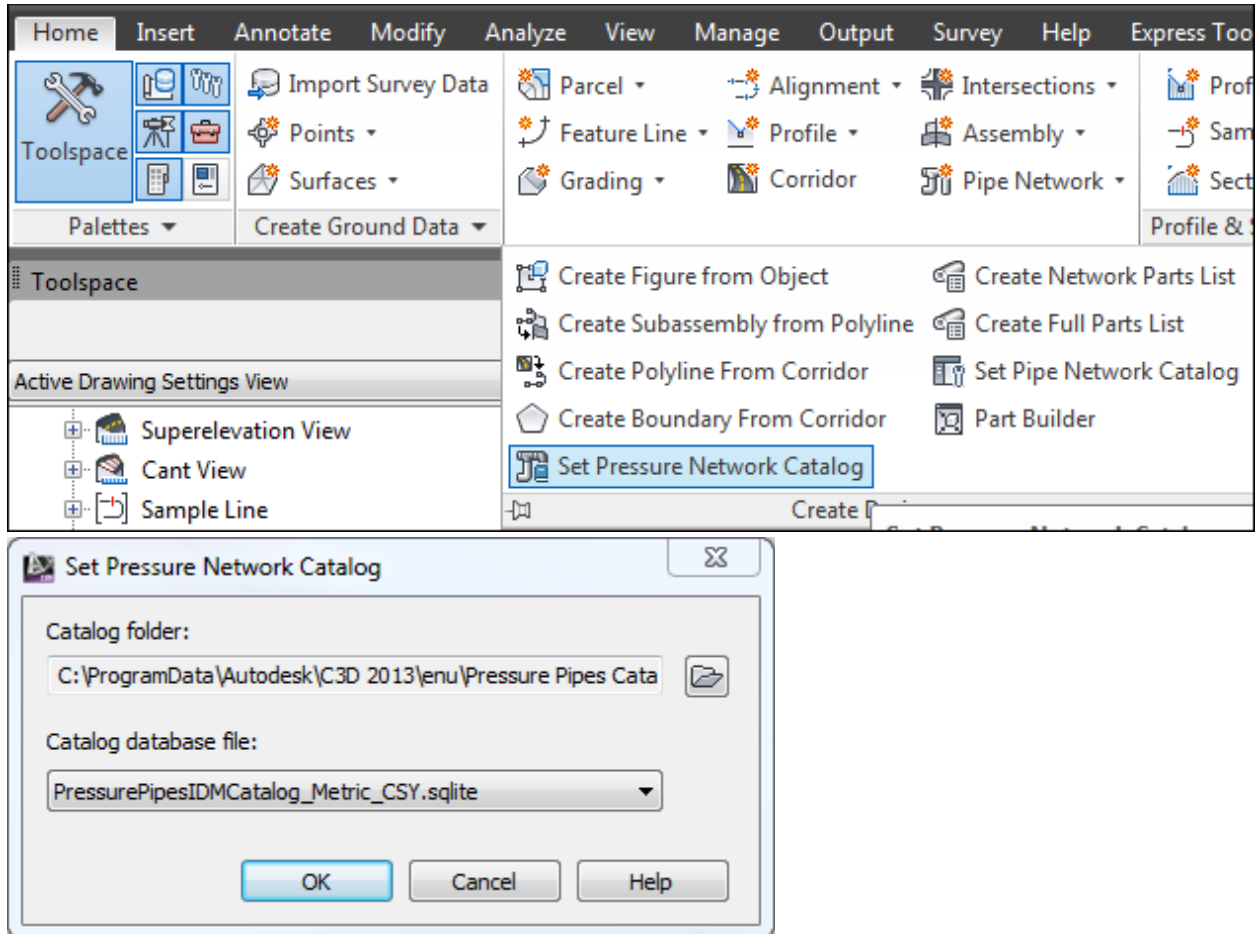 Home Insert Annotate Modify Analyze View Manage Output Survey Help Express Too
Import Survey Data Parcel Alignment Intersections Prof
Toolspace Points Feature Line Profile Assembly Sam
Surfaces Grading Corridor Pipe Network Sect
Palettes Create Ground Data Profile &
Toolspace
Create Figure from Object Create Network Parts List
Create Subassembly from Polyline Create Full Parts List
Active Drawing Settings View
Create Polyline From Corridor Set Pipe Network Catalog
Superelevation View
Create Boundary From Corridor Part Builder
Cant View
Set Pressure Network Catalog
Sample Line
Create
Set Pressure Network Catalog
Catalog folder:
C:\ProgramData\Autodesk\C3D 2013\enu\Pressure Pipes Cata
Catalog database file:
PressurePipesIDMCatalog_Metric_CSY.sqlite
OK Cancel Help